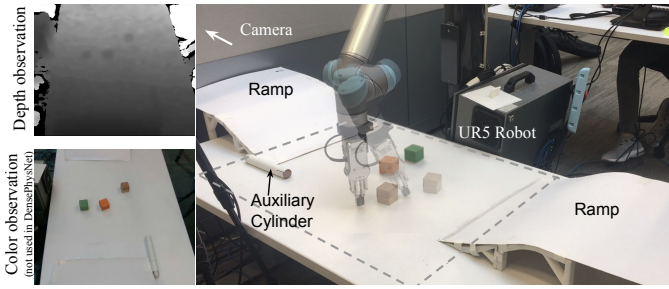 Depth observation
Color observation
(not used in DensePhysNet)
Camera
Ramp
UR5 Robot
Auxiliary
Cylinder
Ramp